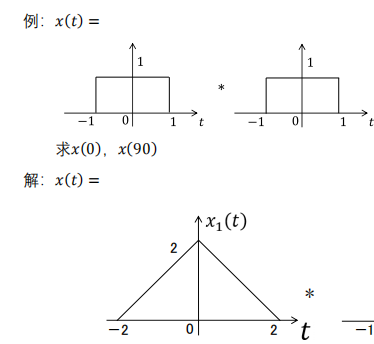 例：x(t) =
1 1
*
−1 0 1 t −1 0 1 t
求x(0)，x(90)
解：x(t) =
x₁(t)
2
*
−2 0 2 t −1